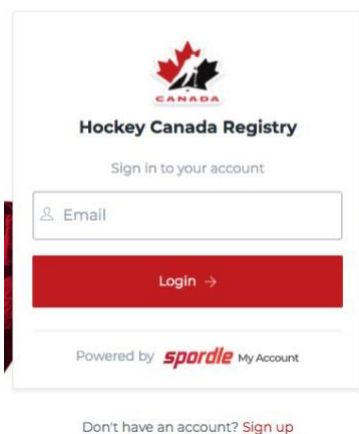 CANADA
Hockey Canada Registry
Sign in to your account
Email
Login →
Powered by spordle My Account
Don't have an account? Sign up